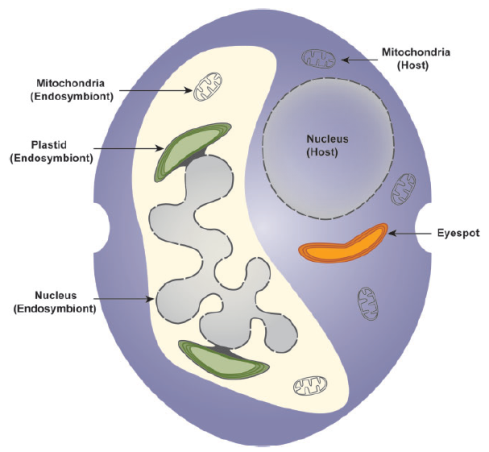 Mitochondria
(Host)
Mitochondria
(Endosymbiont)
Plastid
(Endosymbiont)
Nucleus
(Host)
Eyespot
Nucleus
(Endosymbiont)